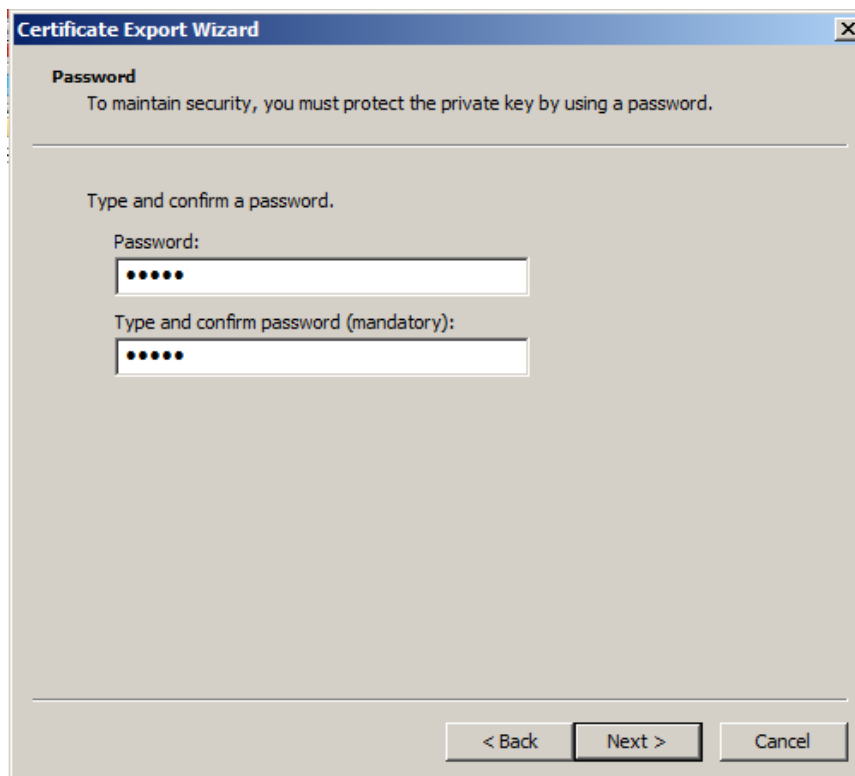 Certificate Export Wizard
Password
To maintain security, you must protect the private key by using a password.
Type and confirm a password.
Password:
•••••
Type and confirm password (mandatory):
•••••
< Back Next > Cancel